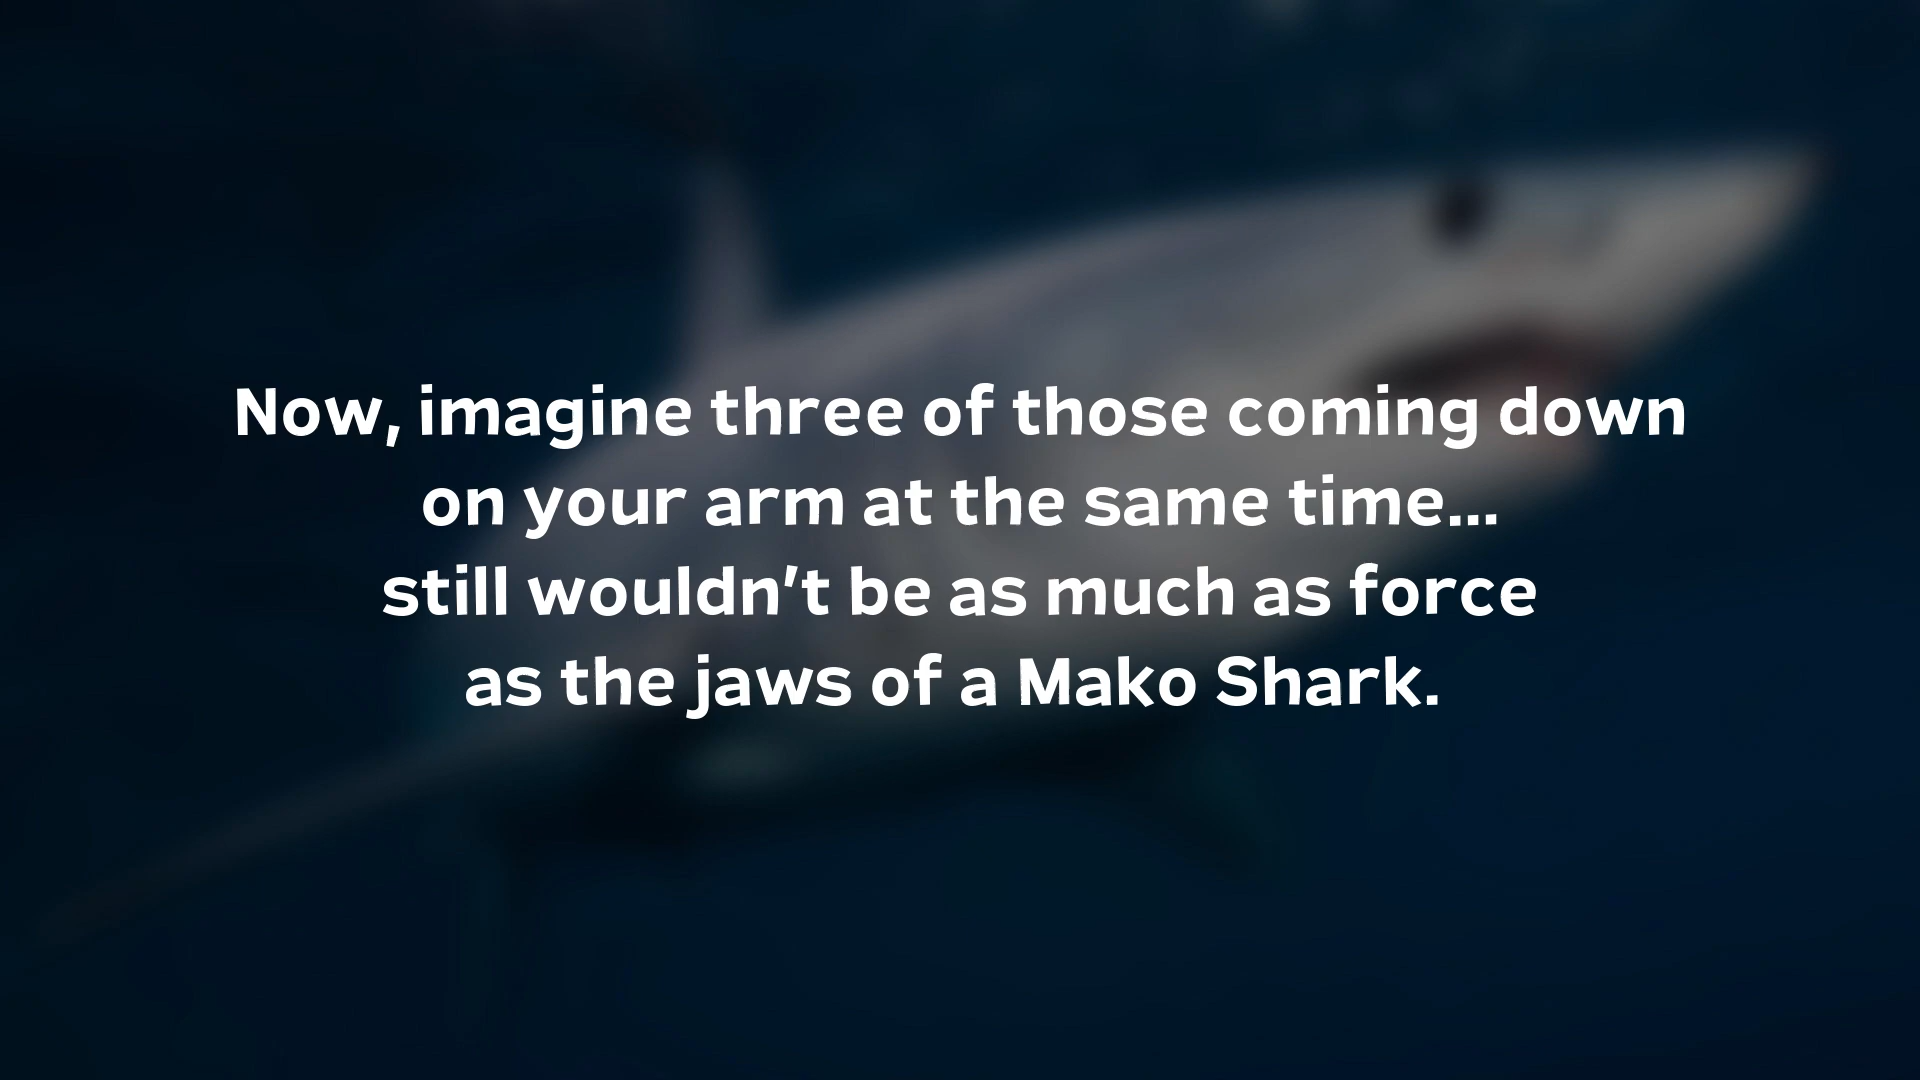 Now, imagine three of those coming down
on your arm at the same time...
still wouldn't be as much as force
as the jaws of a Mako Shark.